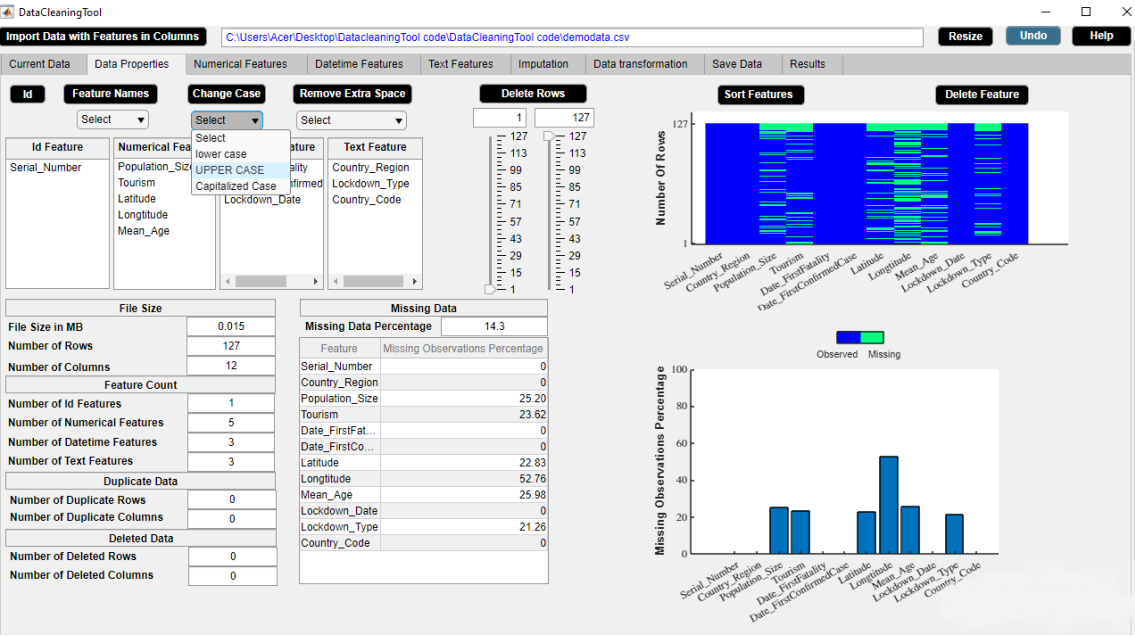 DataCleaningTool
Import Data with Features in Columns
C:\Users\Acer\Desktop\DatacleaningTool code\DataCleaningTool code\demodata.csv
Resize
Undo
Help
Current Data
Data Properties
Numerical Features
Datetime Features
Text Features
Imputation
Data transformation
Save Data
Results
Id
Feature Names
Change Case
Remove Extra Space
Delete Rows
Sort Features
Delete Feature
Select
Select
Select
1
127
Select
lower case
UPPER CASE
Capitalized Case
Id Feature
Serial_Number
Numerical Fea
Population_Siz
Tourism
Latitude
Longtitude
Mean_Age
ature
ality
nfirmed
Lockdown_Date
Text Feature
Country_Region
Lockdown_Type
Country_Code
127
113
99
85
71
57
43
29
15
1
127
113
99
85
71
57
43
29
15
1
Number Of Rows
127
1
Serial_Number
Country_Region
Population_Size
Tourism
Date_FirstFatality
Date_FirstConfirmedCase
Latitude
Longtitude
Mean_Age
Lockdown_Date
Lockdown_Type
Country_Code
Observed Missing
File Size
File Size in MB 0.015
Number of Rows 127
Number of Columns 12
Feature Count
Number of Id Features 1
Number of Numerical Features 5
Number of Datetime Features 3
Number of Text Features 3
Duplicate Data
Number of Duplicate Rows 0
Number of Duplicate Columns 0
Deleted Data
Number of Deleted Rows 0
Number of Deleted Columns 0
Missing Data
Missing Data Percentage 14.3
Feature Missing Observations Percentage
Serial_Number 0
Country_Region 0
Population_Size 25.20
Tourism 23.62
Date_FirstFat... 0
Date_FirstCo... 0
Latitude 22.83
Longtitude 52.76
Mean_Age 25.98
Lockdown_Date 0
Lockdown_Type 21.26
Country_Code 0
Missing Observations Percentage
100
80
60
40
20
0
Serial_Number
Country_Region
Population_Size
Tourism
Date_FirstFatality
Date_FirstConfirmedCase
Latitude
Longtitude
Mean_Age
Lockdown_Date
Lockdown_Type
Country_Code